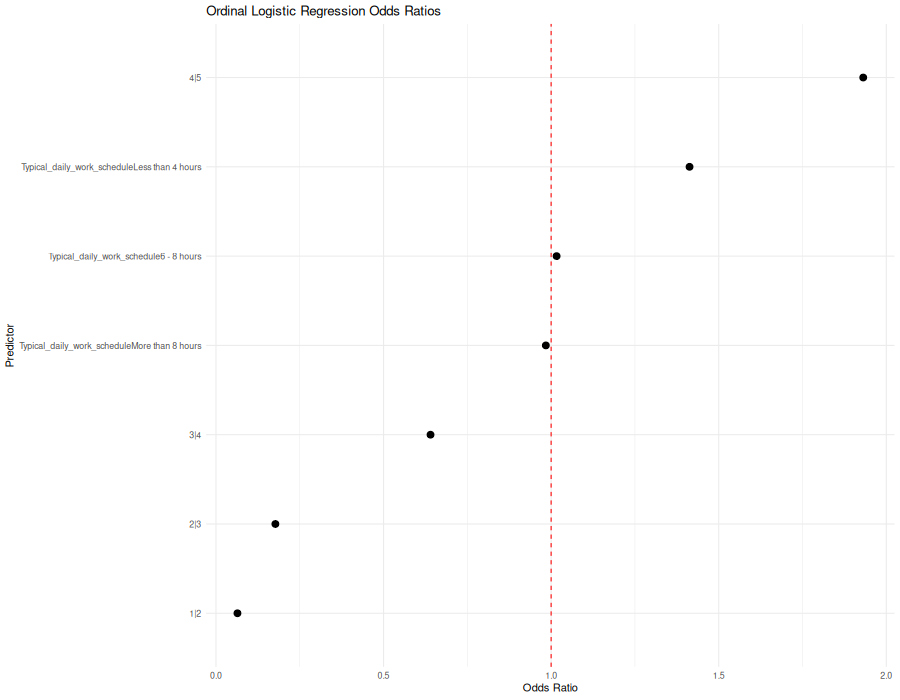 Ordinal Logistic Regression Odds Ratios
4|5
Typical_daily_work_scheduleLess than 4 hours
Typical_daily_work_schedule6 - 8 hours
Typical_daily_work_scheduleMore than 8 hours
3|4
2|3
1|2
Predictor
0.0 0.5 1.0 1.5 2.0
Odds Ratio